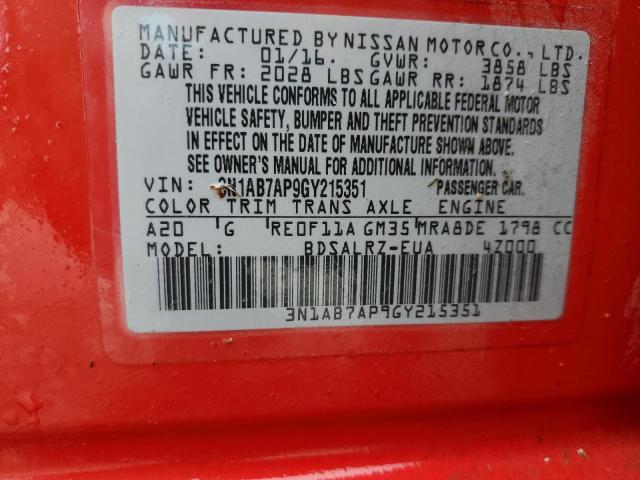 MANUFACTURED BY NISSAN MOTOR CO., LTD.
DATE: 01/16. GVWR: 3858 LBS
GAWR FR: 2028 LBS GAWR RR: 1874 LBS
THIS VEHICLE CONFORMS TO ALL APPLICABLE FEDERAL MOTOR
VEHICLE SAFETY, BUMPER AND THEFT PREVENTION STANDARDS
IN EFFECT ON THE DATE OF MANUFACTURE SHOWN ABOVE.
SEE OWNER'S MANUAL FOR ADDITIONAL INFORMATION.
VIN: 3N1AB7AP9GY215351 PASSENGER CAR.
COLOR TRIM TRANS AXLE ENGINE
A20 G RE0F11A GM35 MRA8DE 1798 CC
MODEL: BDSALRZ-EUA 4Z000
3N1AB7AP9GY215351